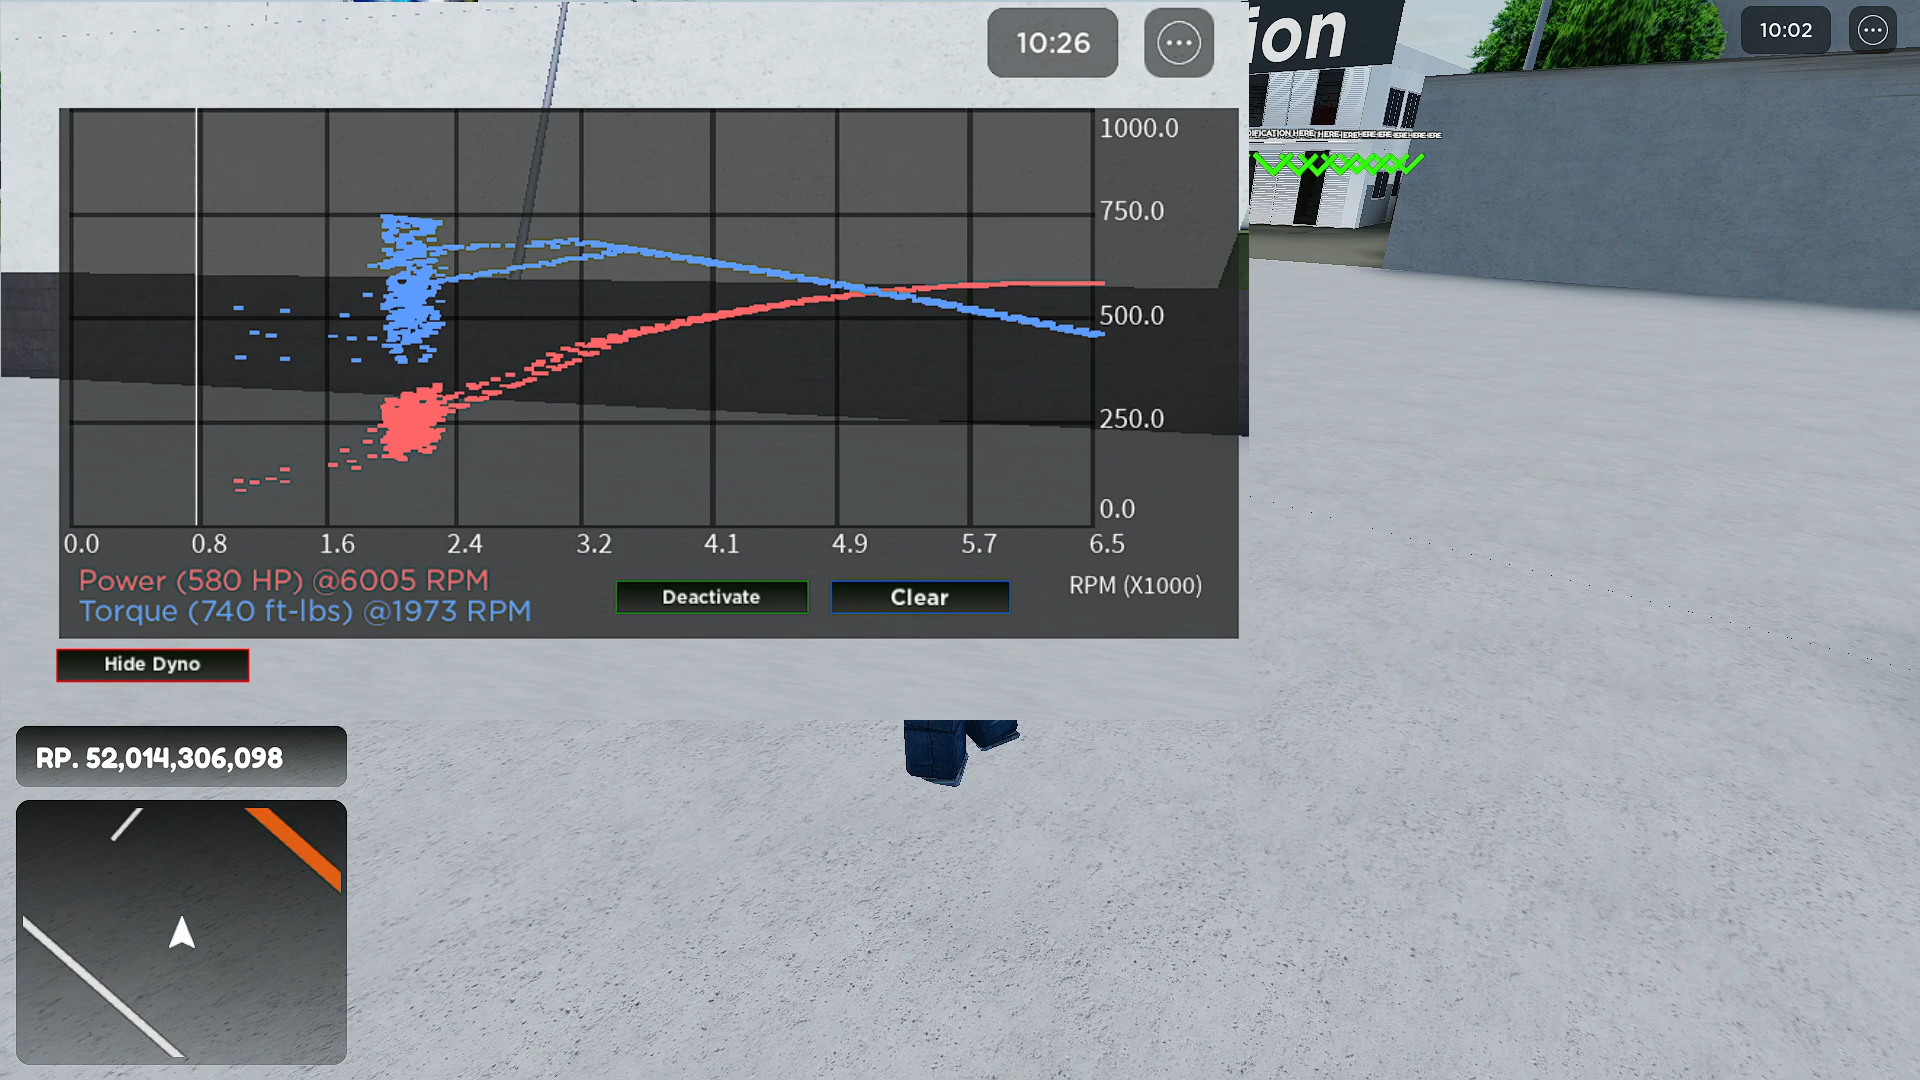 10:26
ion
10:02
1000.0
750.0
500.0
250.0
0.0
0.0 0.8 1.6 2.4 3.2 4.1 4.9 5.7 6.5
RPM (X1000)
Power (580 HP) @6005 RPM
Torque (740 ft-lbs) @1973 RPM
Deactivate
Clear
Hide Dyno
RP. 52,014,306,098